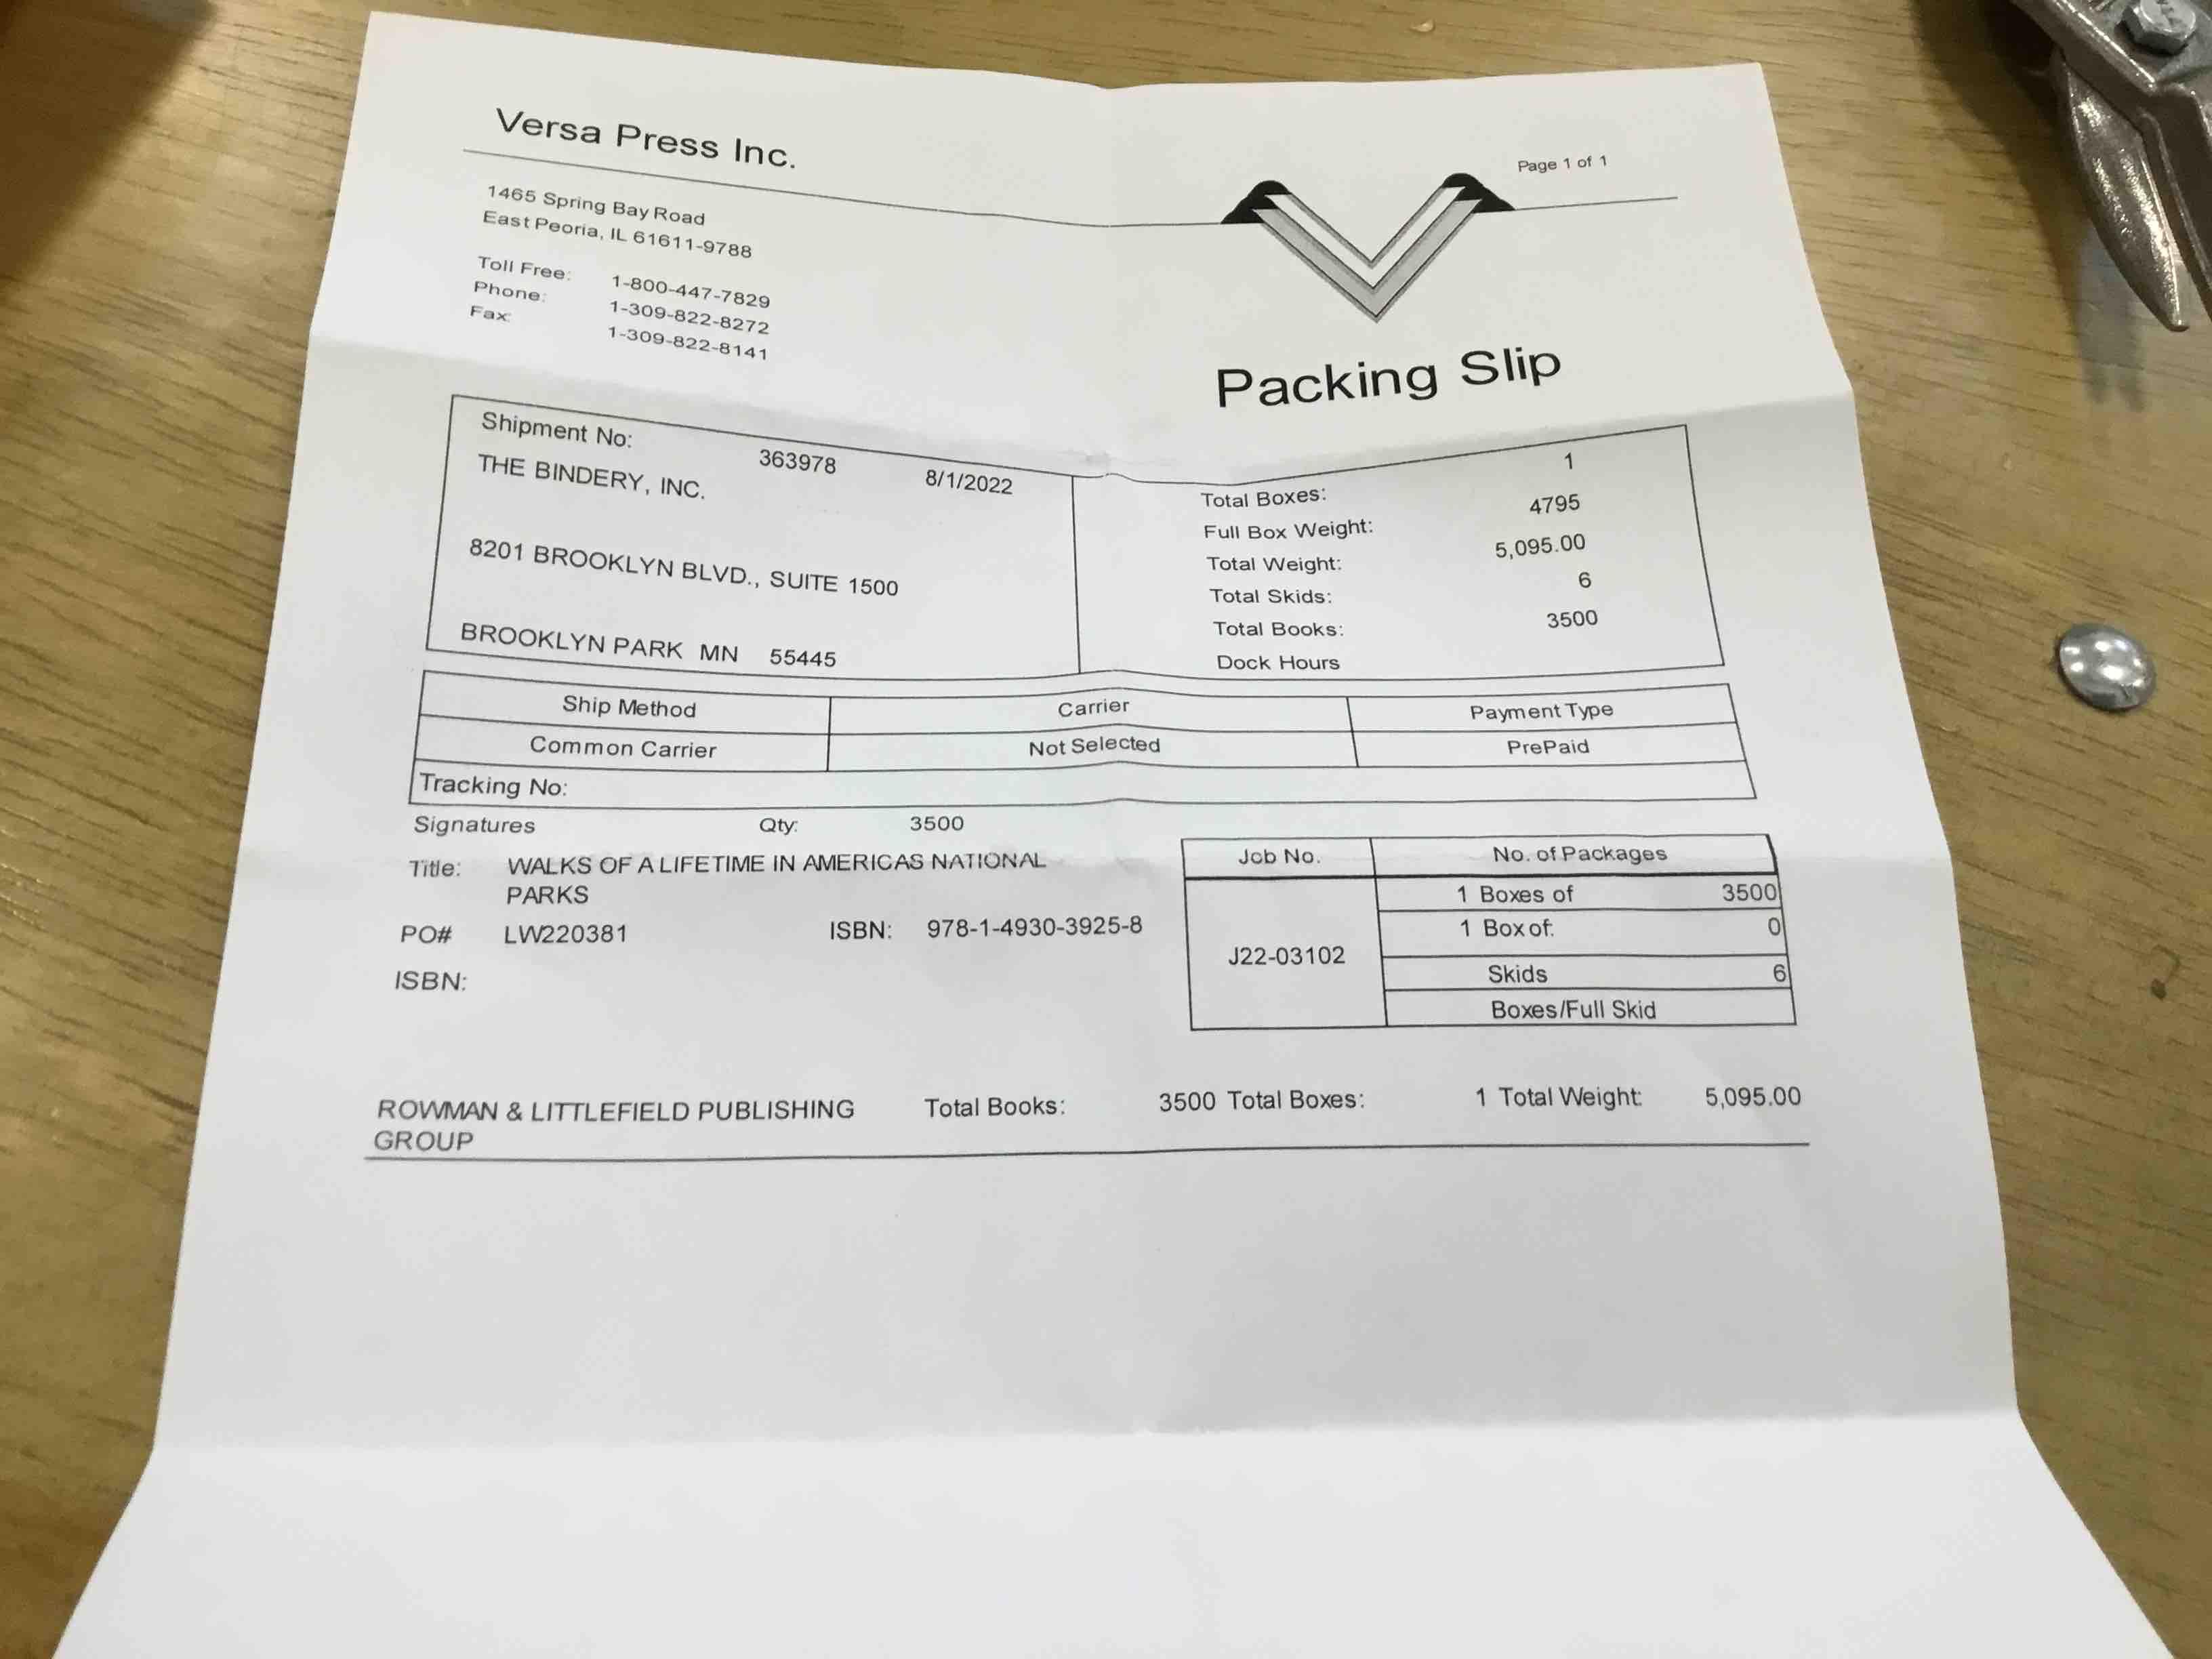 Versa Press Inc.
Page 1 of 1
1465 Spring Bay Road
East Peoria, IL 61611-9788
Toll Free: 1-800-447-7829
Phone: 1-309-822-8272
Fax: 1-309-822-8141
Packing Slip
Shipment No: 363978 8/1/2022
THE BINDERY, INC.
8201 BROOKLYN BLVD., SUITE 1500
BROOKLYN PARK MN 55445
Total Boxes: 1
Full Box Weight: 4795
Total Weight: 5,095.00
Total Skids: 6
Total Books: 3500
Dock Hours
Ship Method Carrier Payment Type
Common Carrier Not Selected PrePaid
Tracking No:
Signatures Qty: 3500
Title: WALKS OF A LIFETIME IN AMERICAS NATIONAL
PARKS
PO# LW220381 ISBN: 978-1-4930-3925-8
ISBN:
Job No. No. of Packages
J22-03102
1 Boxes of 3500
1 Box of: 0
Skids 6
Boxes/Full Skid
ROWMAN & LITTLEFIELD PUBLISHING Total Books: 3500 Total Boxes: 1 Total Weight: 5,095.00
GROUP